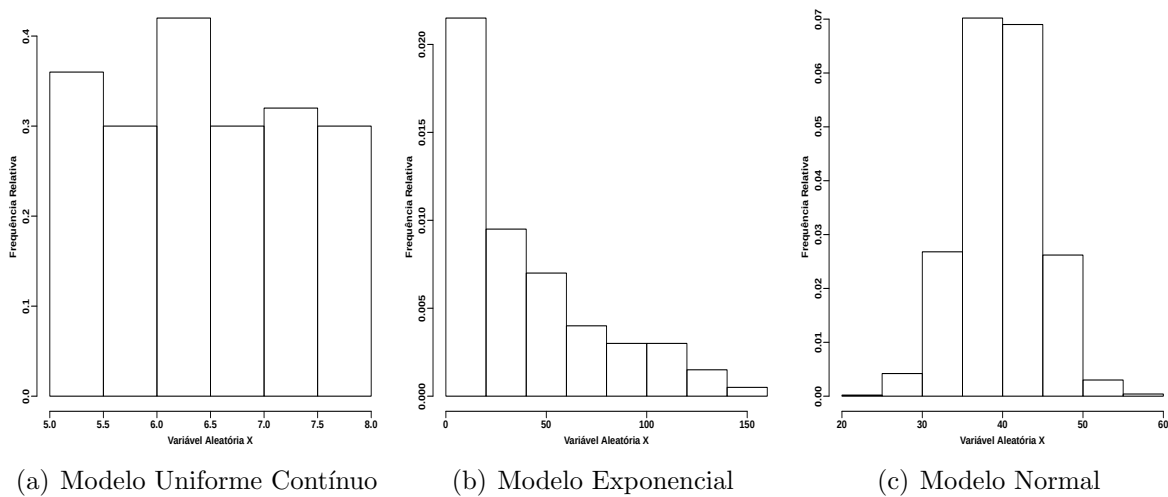 0.0 0.1 0.2 0.3 0.4
Frequência Relativa
5.0 5.5 6.0 6.5 7.0 7.5 8.0
Variável Aleatória X
(a) Modelo Uniforme Contínuo
0.000 0.005 0.010 0.015 0.020
Frequência Relativa
0 50 100 150
Variável Aleatória X
(b) Modelo Exponencial
0.00 0.01 0.02 0.03 0.04 0.05 0.06 0.07
Frequência Relativa
20 30 40 50 60
Variável Aleatória X
(c) Modelo Normal